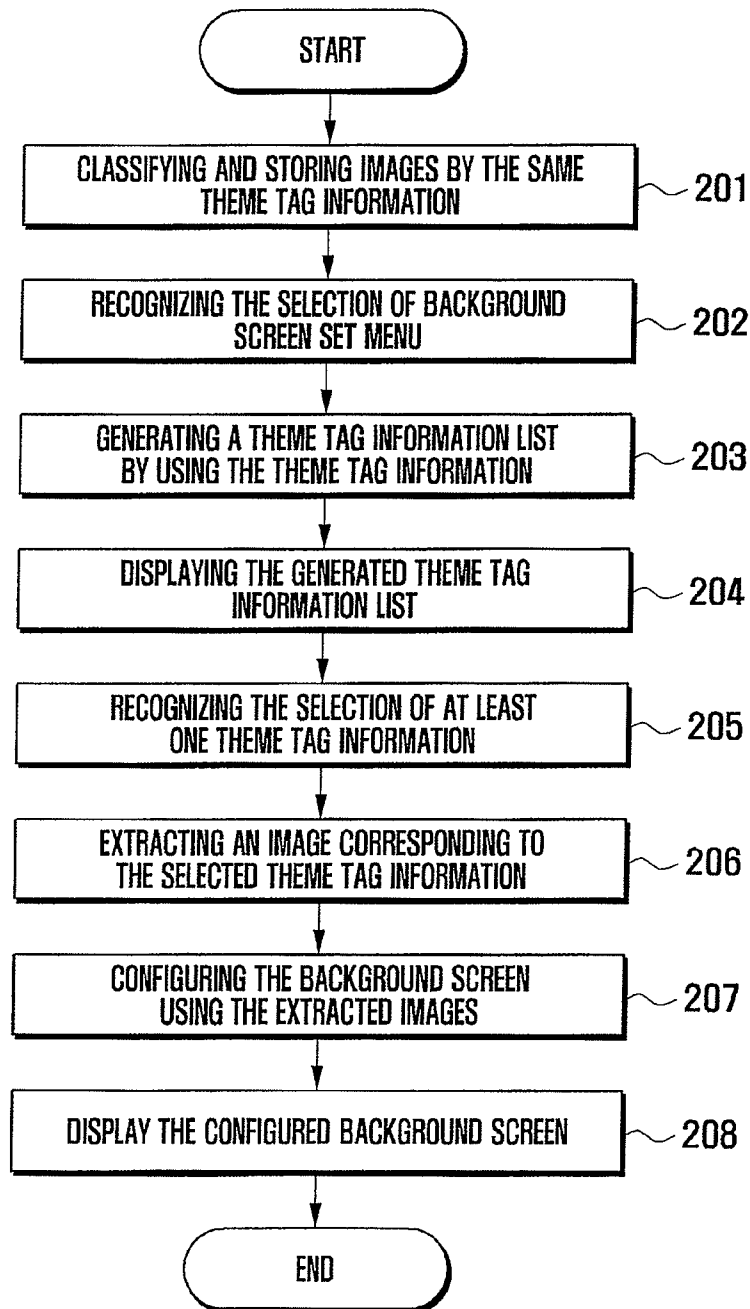 START
CLASSIFYING AND STORING IMAGES BY THE SAME
THEME TAG INFORMATION
201
RECOGNIZING THE SELECTION OF BACKGROUND
SCREEN SET MENU
202
GENERATING A THEME TAG INFORMATION LIST
BY USING THE THEME TAG INFORMATION
203
DISPLAYING THE GENERATED THEME TAG
INFORMATION LIST
204
RECOGNIZING THE SELECTION OF AT LEAST
ONE THEME TAG INFORMATION
205
EXTRACTING AN IMAGE CORRESPONDING TO
THE SELECTED THEME TAG INFORMATION
206
CONFIGURING THE BACKGROUND SCREEN
USING THE EXTRACTED IMAGES
207
DISPLAY THE CONFIGURED BACKGROUND SCREEN
208
END